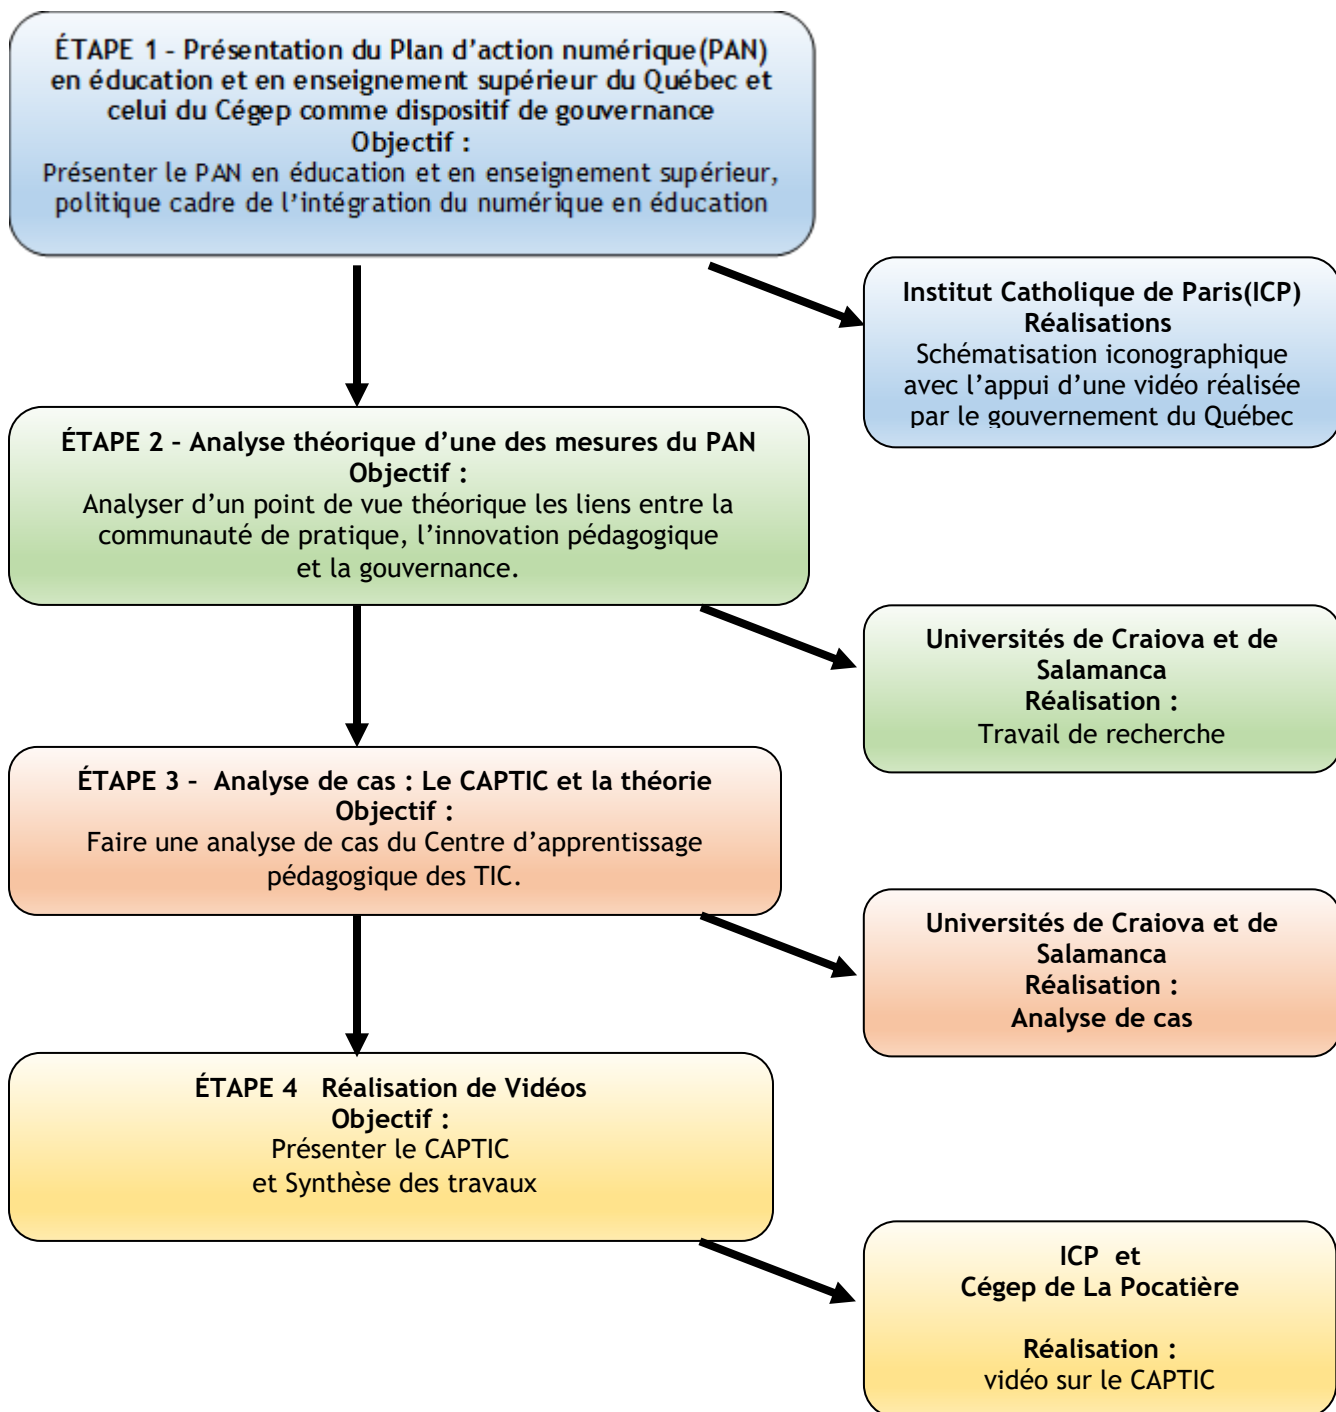 ÉTAPE 1 - Présentation du Plan d’action numérique(PAN)
en éducation et en enseignement supérieur du Québec et
celui du Cégep comme dispositif de gouvernance
Objectif :
Présenter le PAN en éducation et en enseignement supérieur,
politique cadre de l’intégration du numérique en éducation
Institut Catholique de Paris(ICP)
Réalisations
Schématisation iconographique
avec l’appui d’une vidéo réalisée
par le gouvernement du Québec
ÉTAPE 2 – Analyse théorique d’une des mesures du PAN
Objectif :
Analyser d’un point de vue théorique les liens entre la
communauté de pratique, l’innovation pédagogique
et la gouvernance.
Universités de Craiova et de
Salamanca
Réalisation :
Travail de recherche
ÉTAPE 3 – Analyse de cas : Le CAPTIC et la théorie
Objectif :
Faire une analyse de cas du Centre d’apprentissage
pédagogique des TIC.
Universités de Craiova et de
Salamanca
Réalisation :
Analyse de cas
ÉTAPE 4 Réalisation de Vidéos
Objectif :
Présenter le CAPTIC
et Synthèse des travaux
ICP et
Cégep de La Pocatière
Réalisation :
vidéo sur le CAPTIC